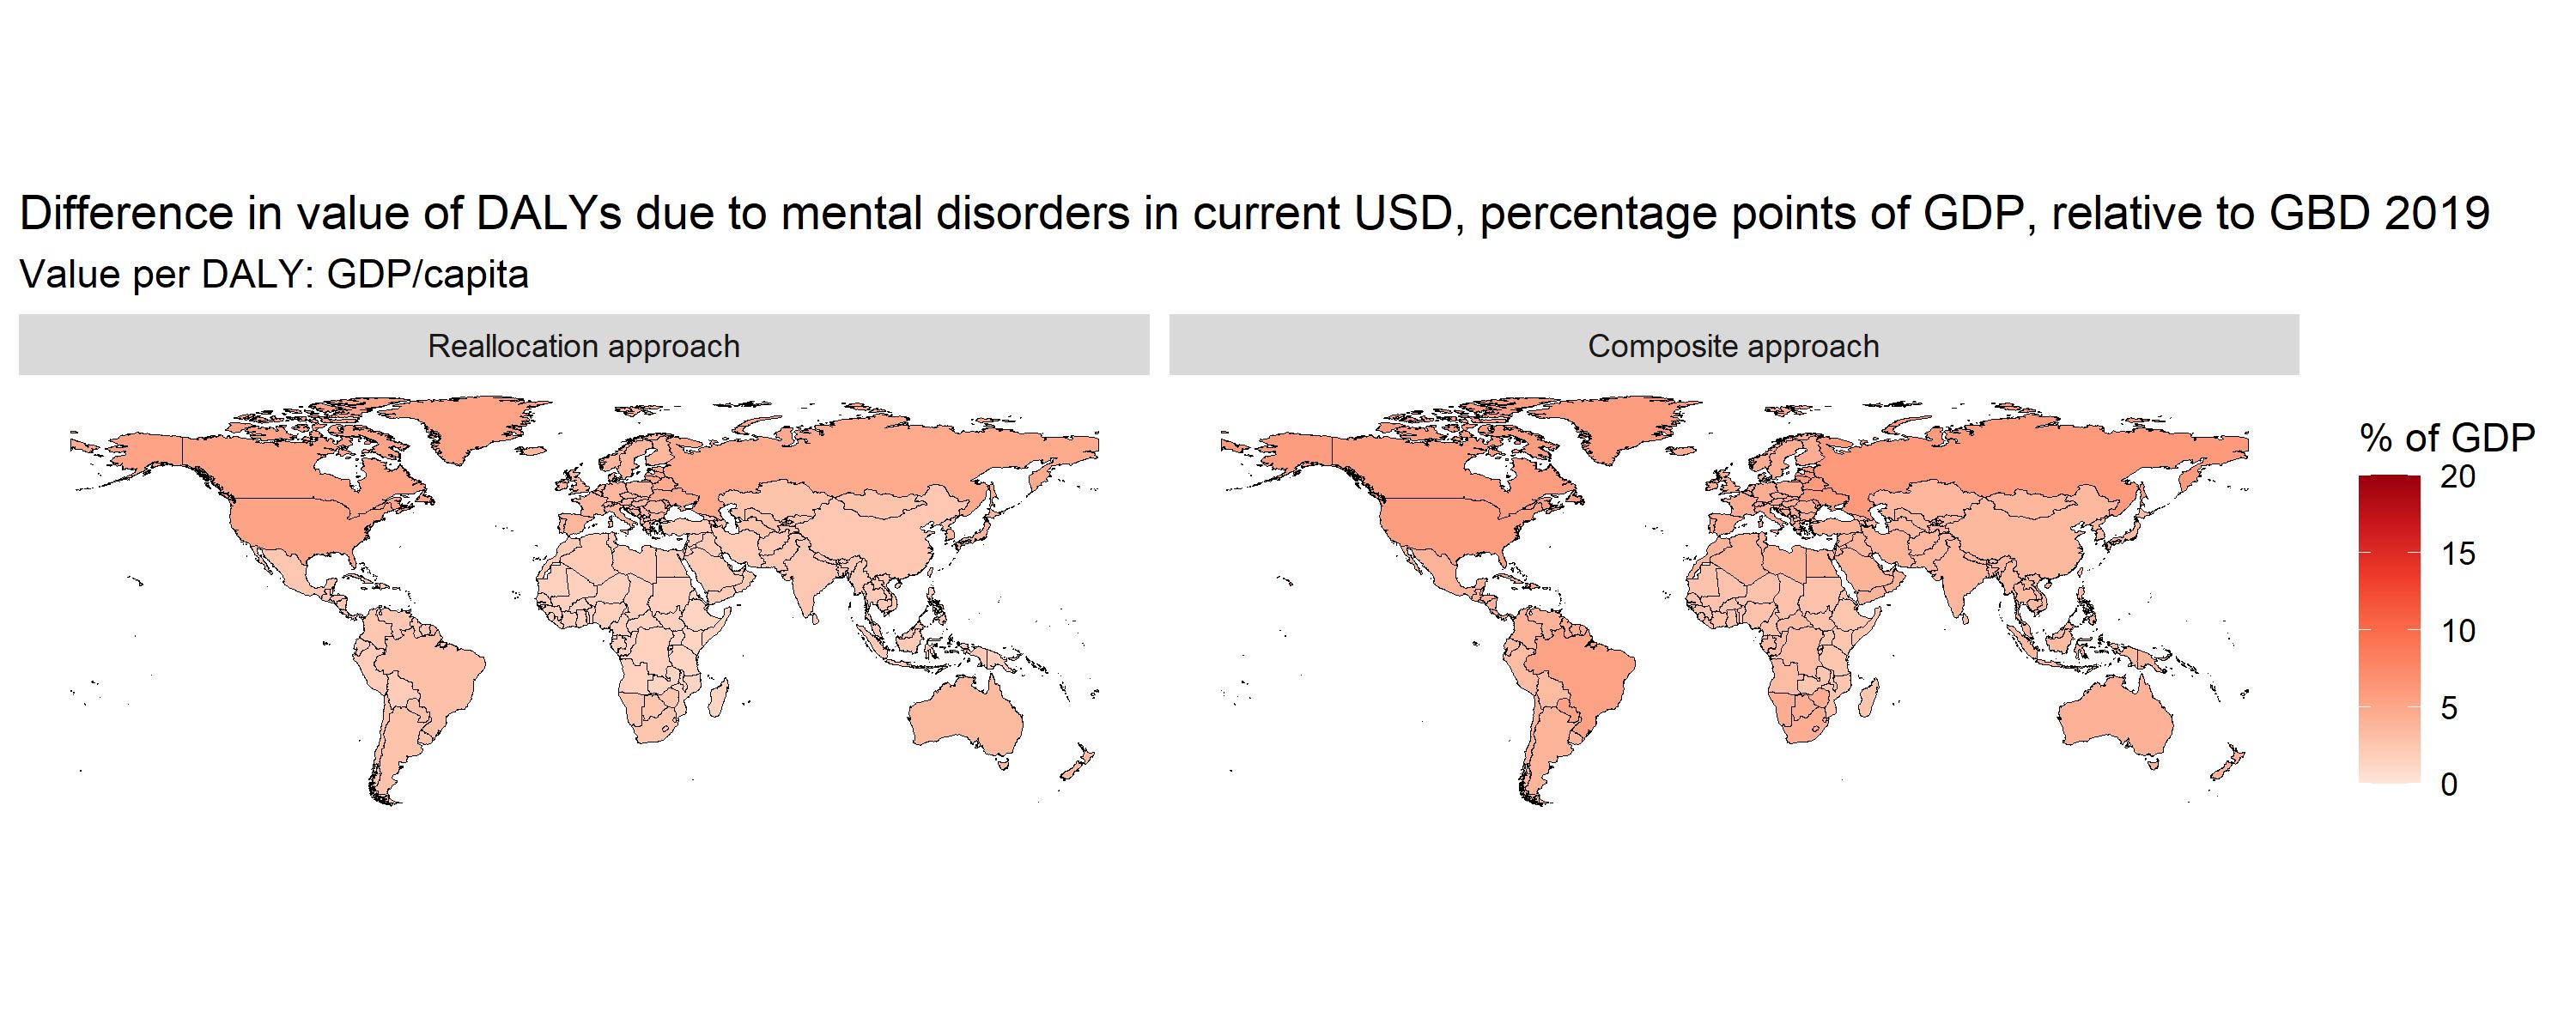 Difference in value of DALYs due to mental disorders in current USD, percentage points of GDP, relative to GBD 2019
Value per DALY: GDP/capita
Reallocation approach
Composite approach
% of GDP
20
15
10
5
0